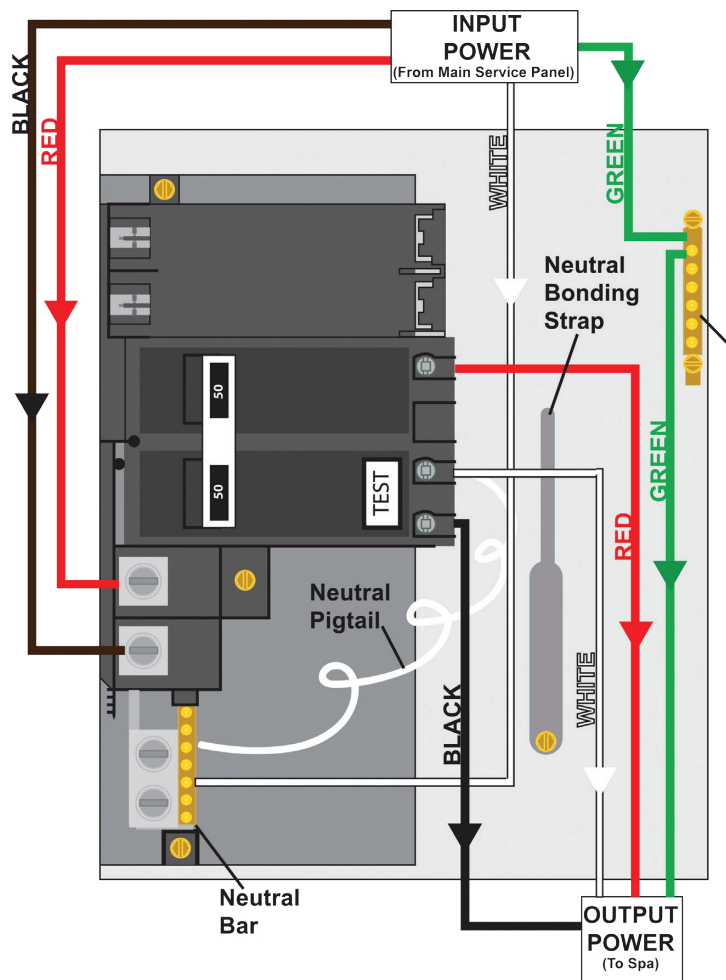 INPUT
POWER
(From Main Service Panel)
BLACK
RED
WHITE
GREEN
Neutral
Bonding
Strap
50
50
TEST
GREEN
RED
Neutral
Pigtail
BLACK
WHITE
Neutral
Bar
OUTPUT
POWER
(To Spa)